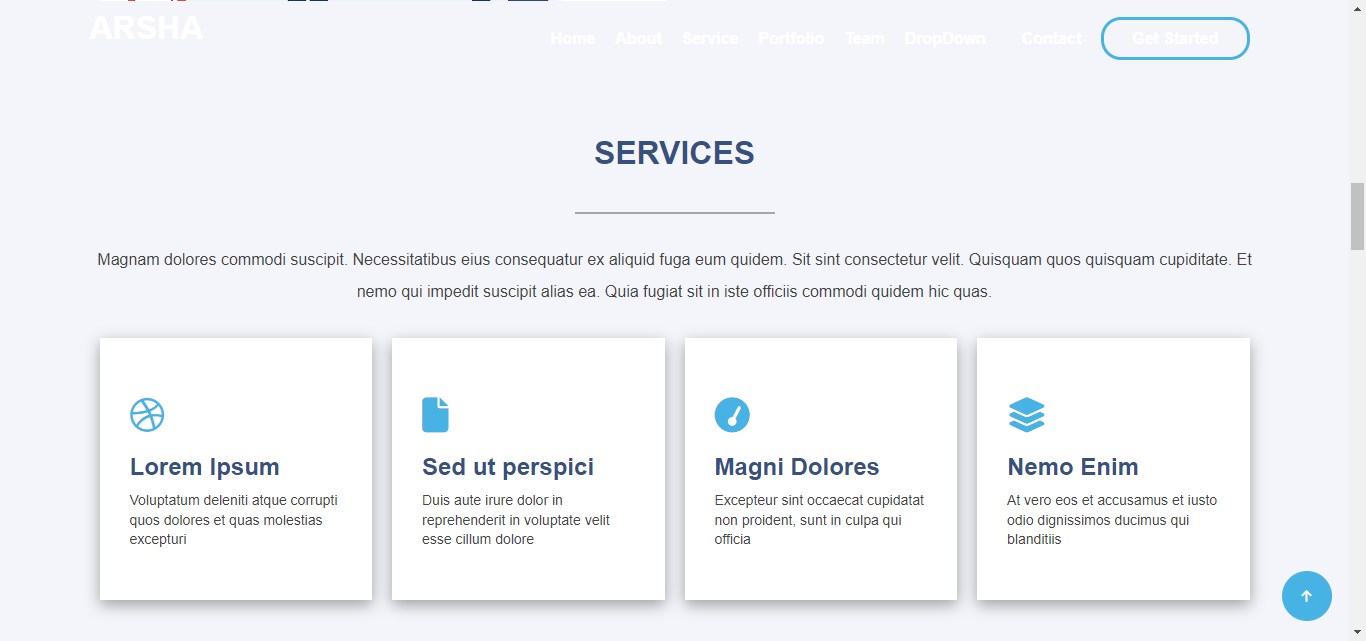 ARSHA
Home About Service Portfolio Team DropDown Contact Get Started
SERVICES
Magnam dolores commodi suscipit. Necessitatibus eius consequatur ex aliquid fuga eum quidem. Sit sint consectetur velit. Quisquam quos quisquam cupiditate. Et
nemo qui impedit suscipit alias ea. Quia fugiat sit in iste officiis commodi quidem hic quas.
Lorem Ipsum
Voluptatum deleniti atque corrupti
quos dolores et quas molestias
excepturi
Sed ut perspici
Duis aute irure dolor in
reprehenderit in voluptate velit
esse cillum dolore
Magni Dolores
Excepteur sint occaecat cupidatat
non proident, sunt in culpa qui
officia
Nemo Enim
At vero eos et accusamus et iusto
odio dignissimos ducimus qui
blanditiis